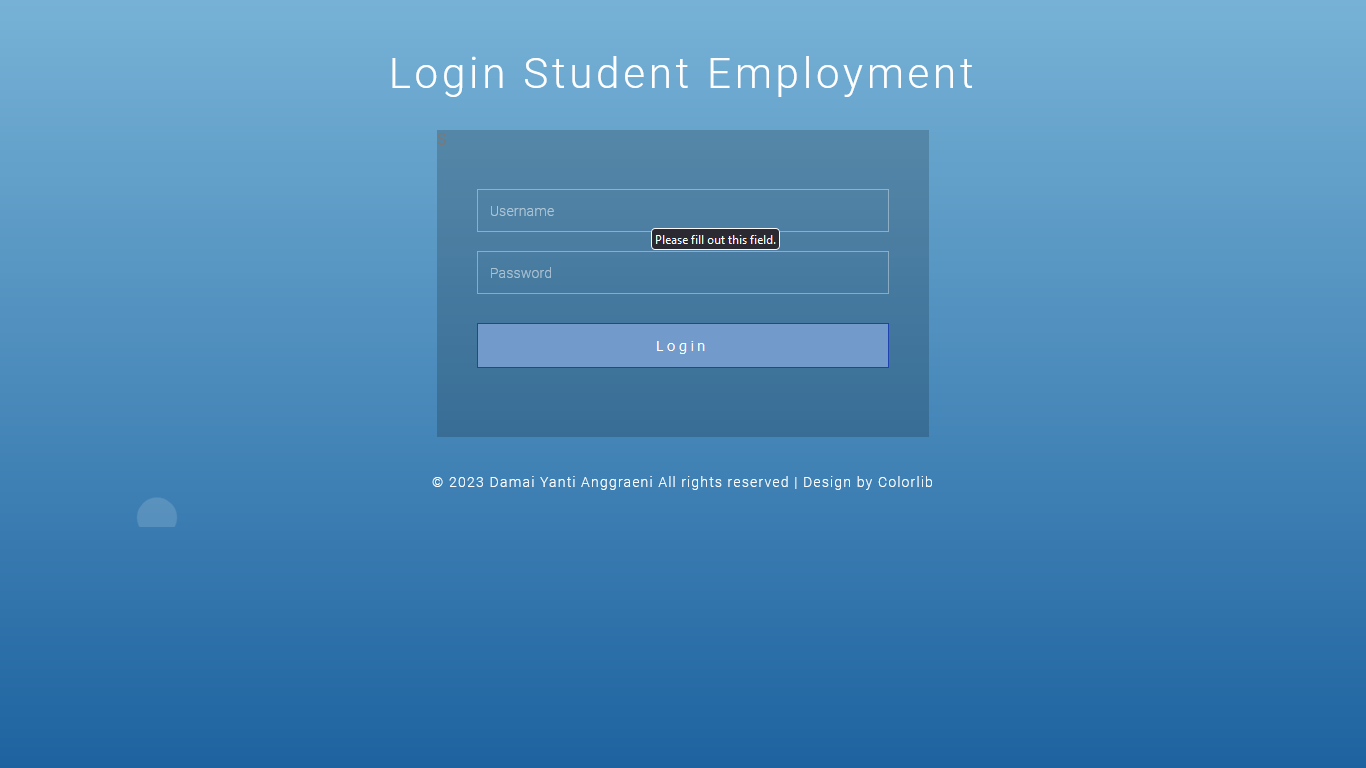 Login Student Employment
Username
Please fill out this field.
Password
Login
© 2023 Damai Yanti Anggraeni All rights reserved | Design by Colorlib